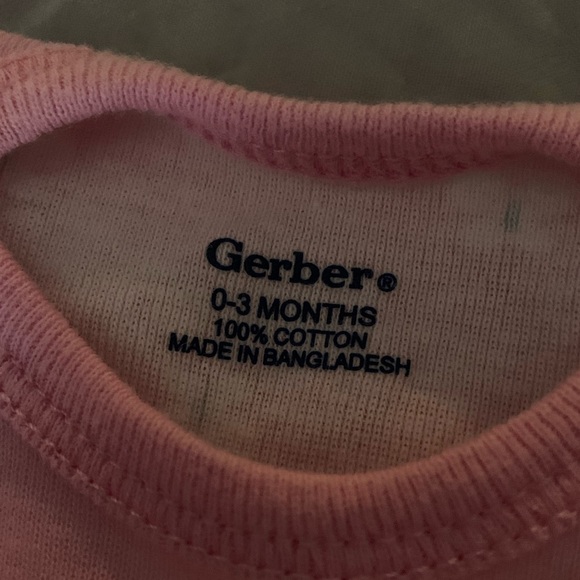 Gerber®
0-3 MONTHS
100% COTTON
MADE IN BANGLADESH